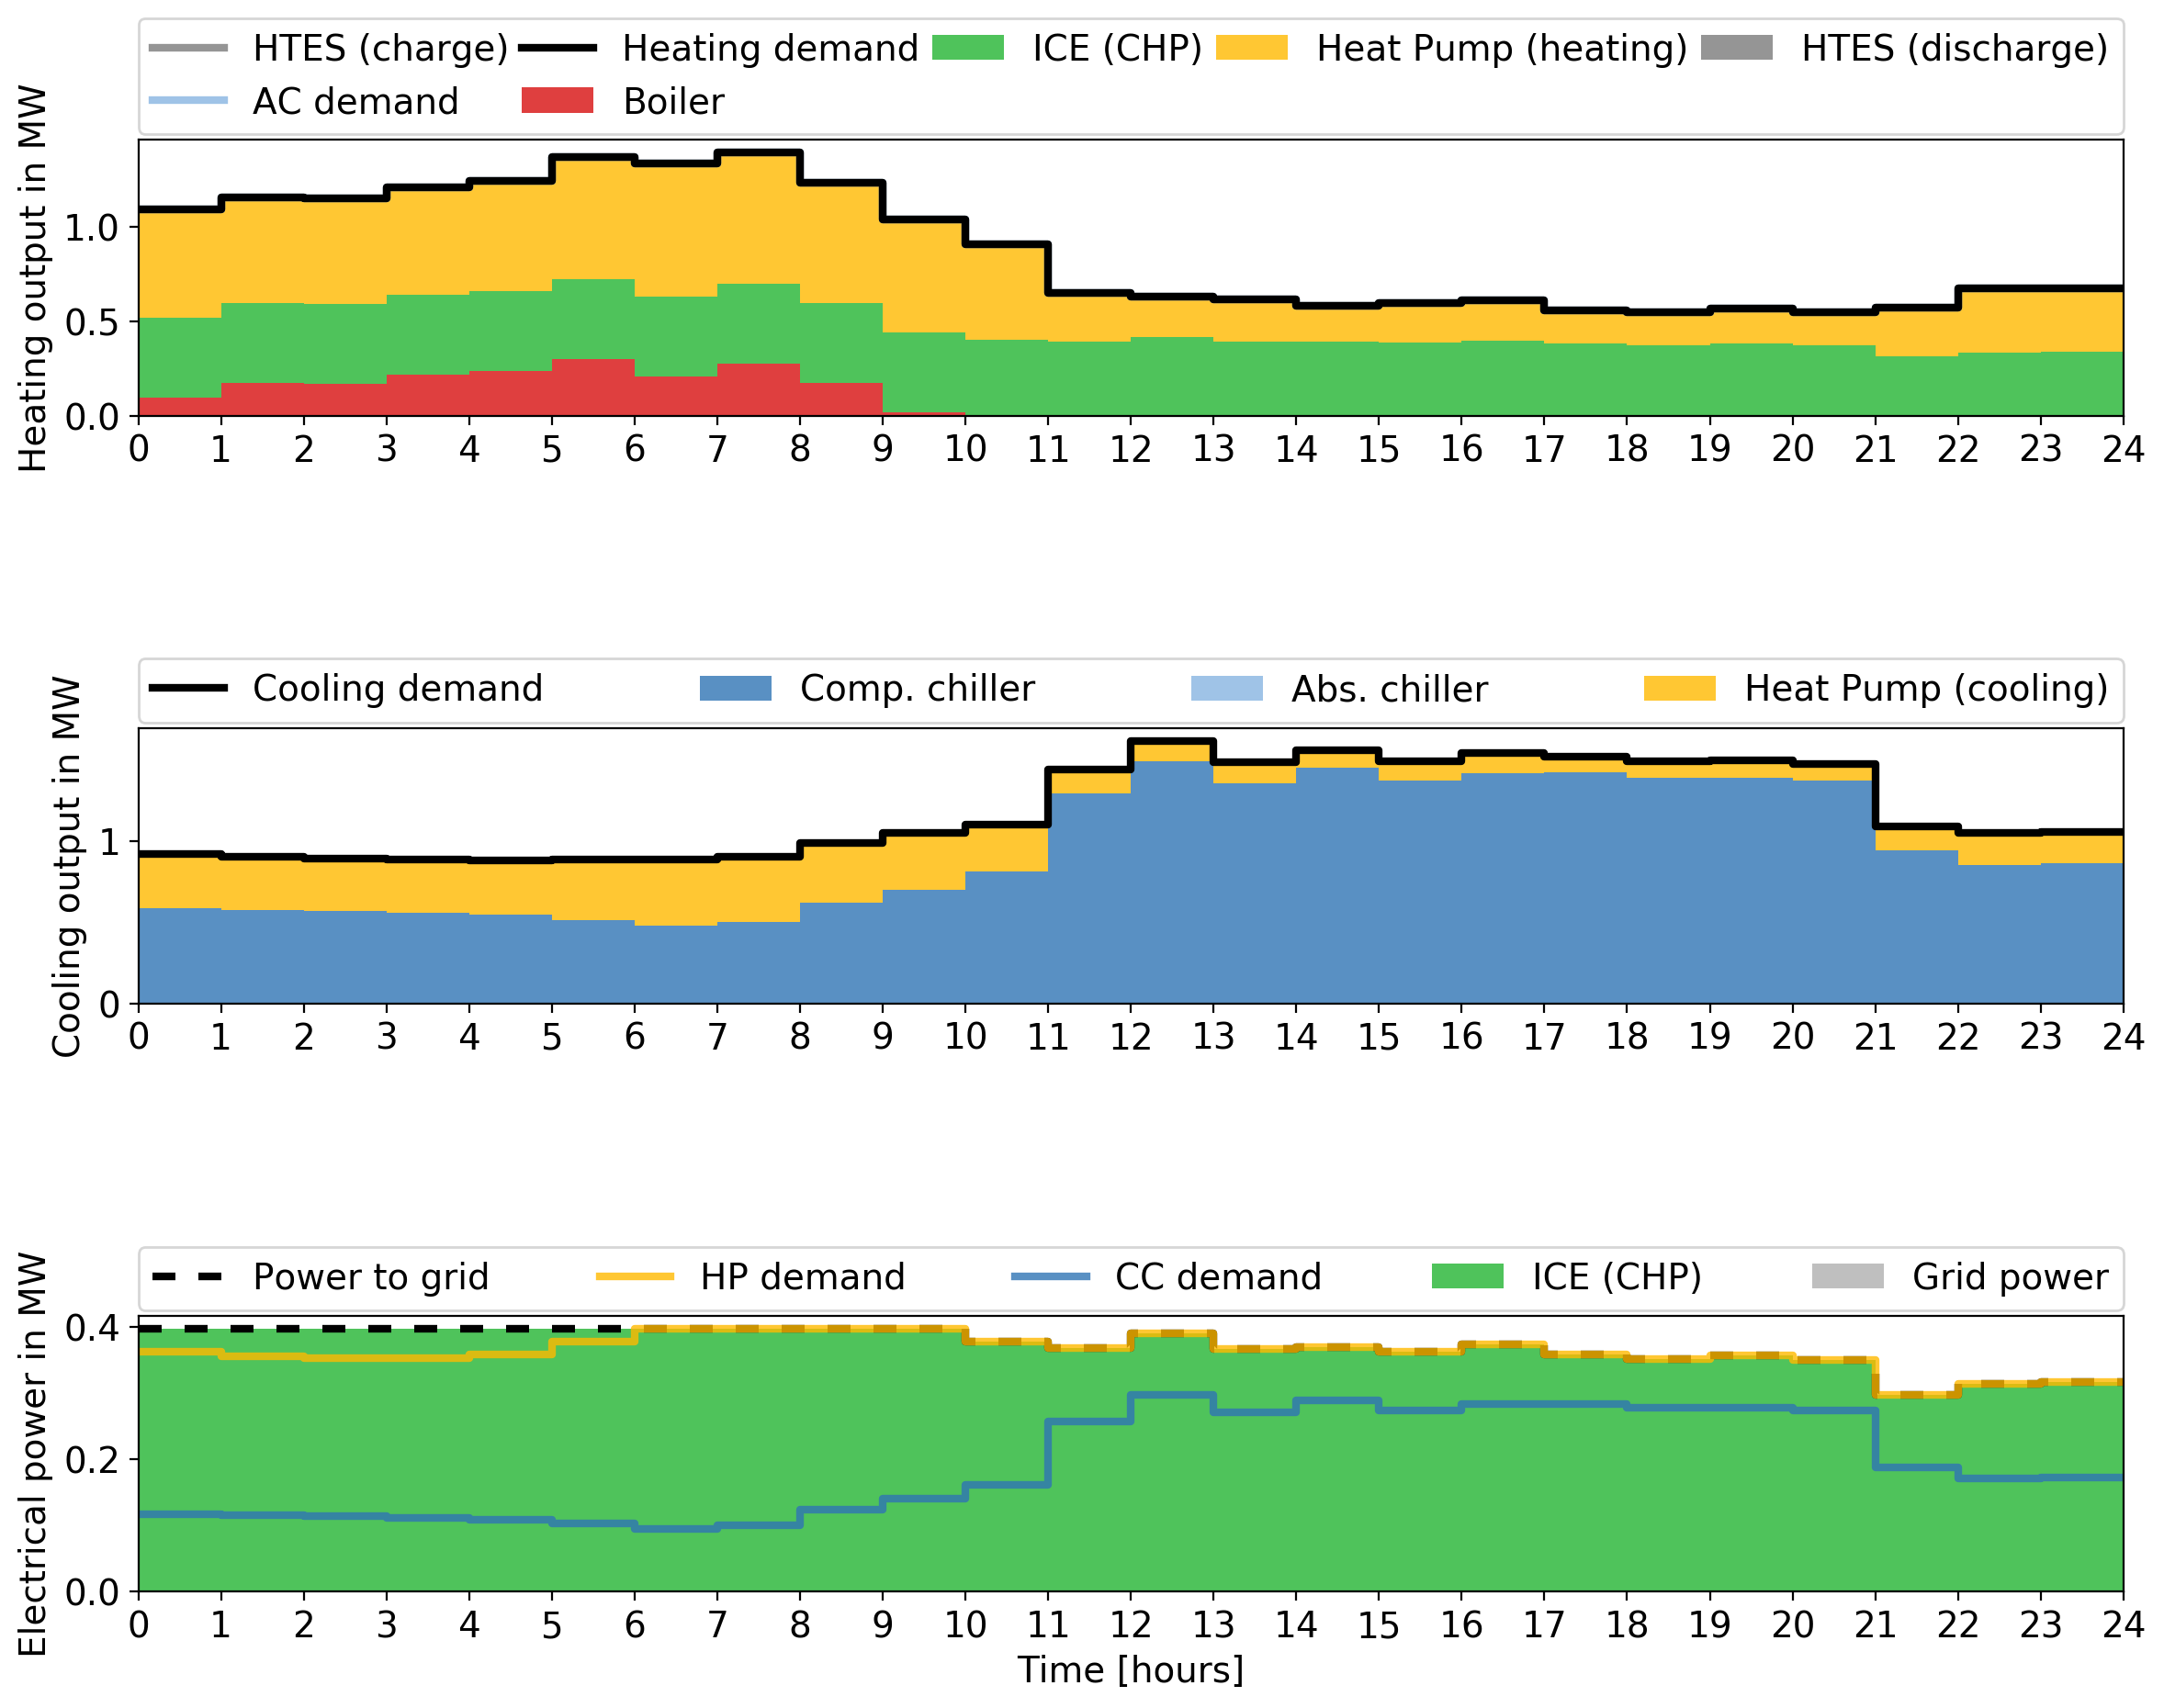 HTES (charge) Heating demand ICE (CHP) Heat Pump (heating) HTES (discharge)
AC demand Boiler
Heating output in MW
1.0
0.5
0.0
0 1 2 3 4 5 6 7 8 9 10 11 12 13 14 15 16 17 18 19 20 21 22 23 24
Cooling demand Comp. chiller Abs. chiller Heat Pump (cooling)
Cooling output in MW
1
0
0 1 2 3 4 5 6 7 8 9 10 11 12 13 14 15 16 17 18 19 20 21 22 23 24
Power to grid HP demand CC demand ICE (CHP) Grid power
Electrical power in MW
0.4
0.2
0.0
0 1 2 3 4 5 6 7 8 9 10 11 12 13 14 15 16 17 18 19 20 21 22 23 24
Time [hours]